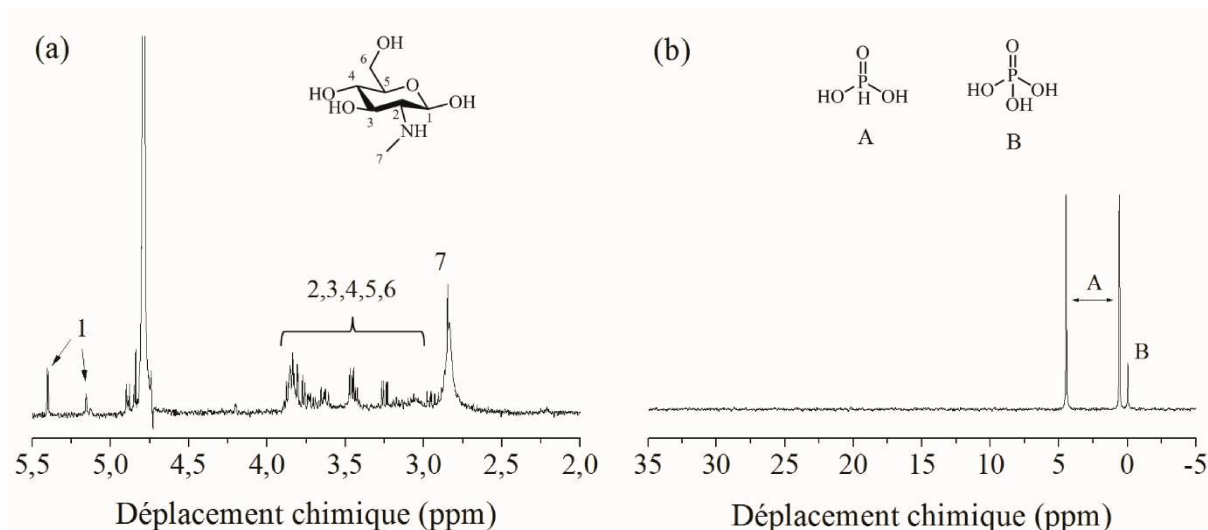 (a)
OH
6
4
5
O
HO
HO
OH
3
2
1
NH
7
1
2,3,4,5,6
7
5,5 5,0 4,5 4,0 3,5 3,0 2,5 2,0
Déplacement chimique (ppm)
(b)
O
P
HO H OH
A
O
P
HO OH
OH
B
A
B
35 30 25 20 15 10 5 0 -5
Déplacement chimique (ppm)